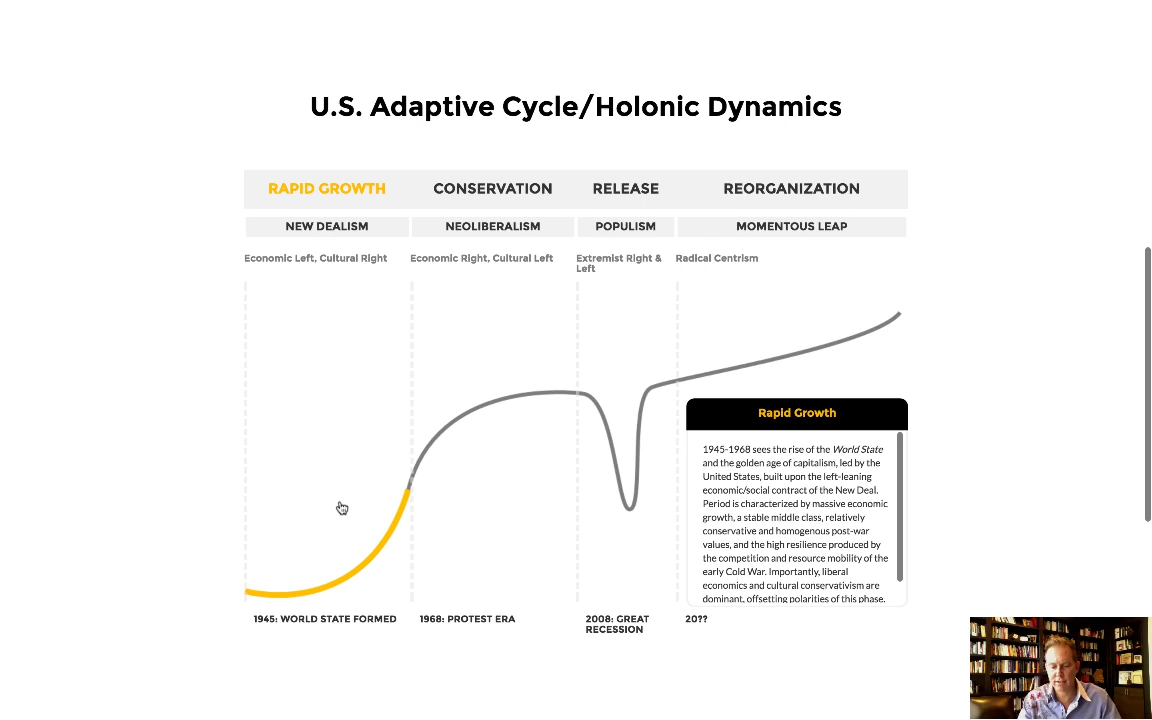 U.S. Adaptive Cycle/Holonic Dynamics
RAPID GROWTH
CONSERVATION
RELEASE
REORGANIZATION
NEW DEALISM
NEOLIBERALISM
POPULISM
MOMENTOUS LEAP
Economic Left, Cultural Right
Economic Right, Cultural Left
Extremist Right &
Left
Radical Centrism
Rapid Growth
1945-1968 sees the rise of the World State
and the golden age of capitalism, led by the
United States, built upon the left-leaning
economic/social contract of the New Deal.
Period is characterized by massive economic
growth, a stable middle class, relatively
conservative and homogenous post-war
values, and the high resilience produced by
the competition and resource mobility of the
early Cold War. Importantly, liberal
economics and cultural conservativism are
dominant, offsetting polarities of this phase.
1945: WORLD STATE FORMED
1968: PROTEST ERA
2008: GREAT
RECESSION
20??